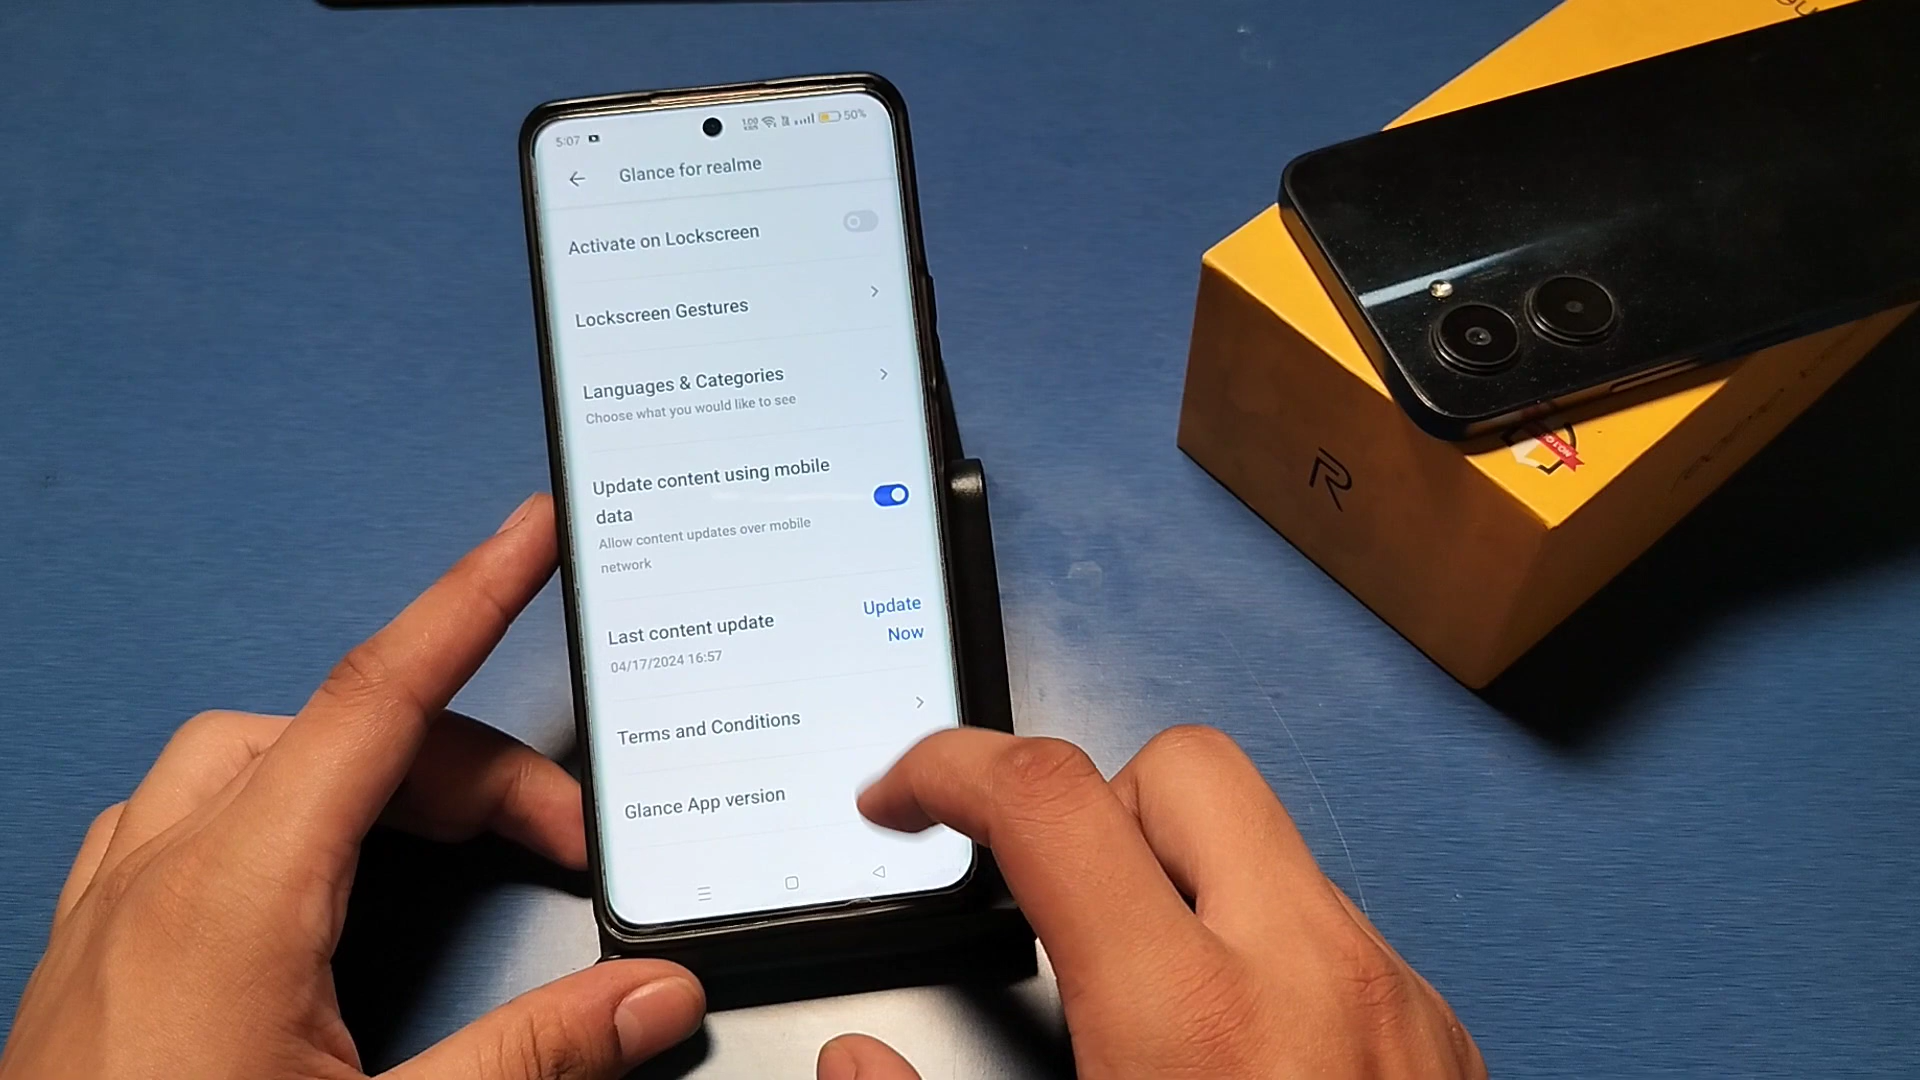 5:07
50%
Glance for realme
Activate on Lockscreen
Lockscreen Gestures
Languages & Categories
Choose what you would like to see
Update content using mobile
data
Allow content updates over mobile
network
Last content update
04/17/2024 16:57
Update
Now
Terms and Conditions
Glance App version
R